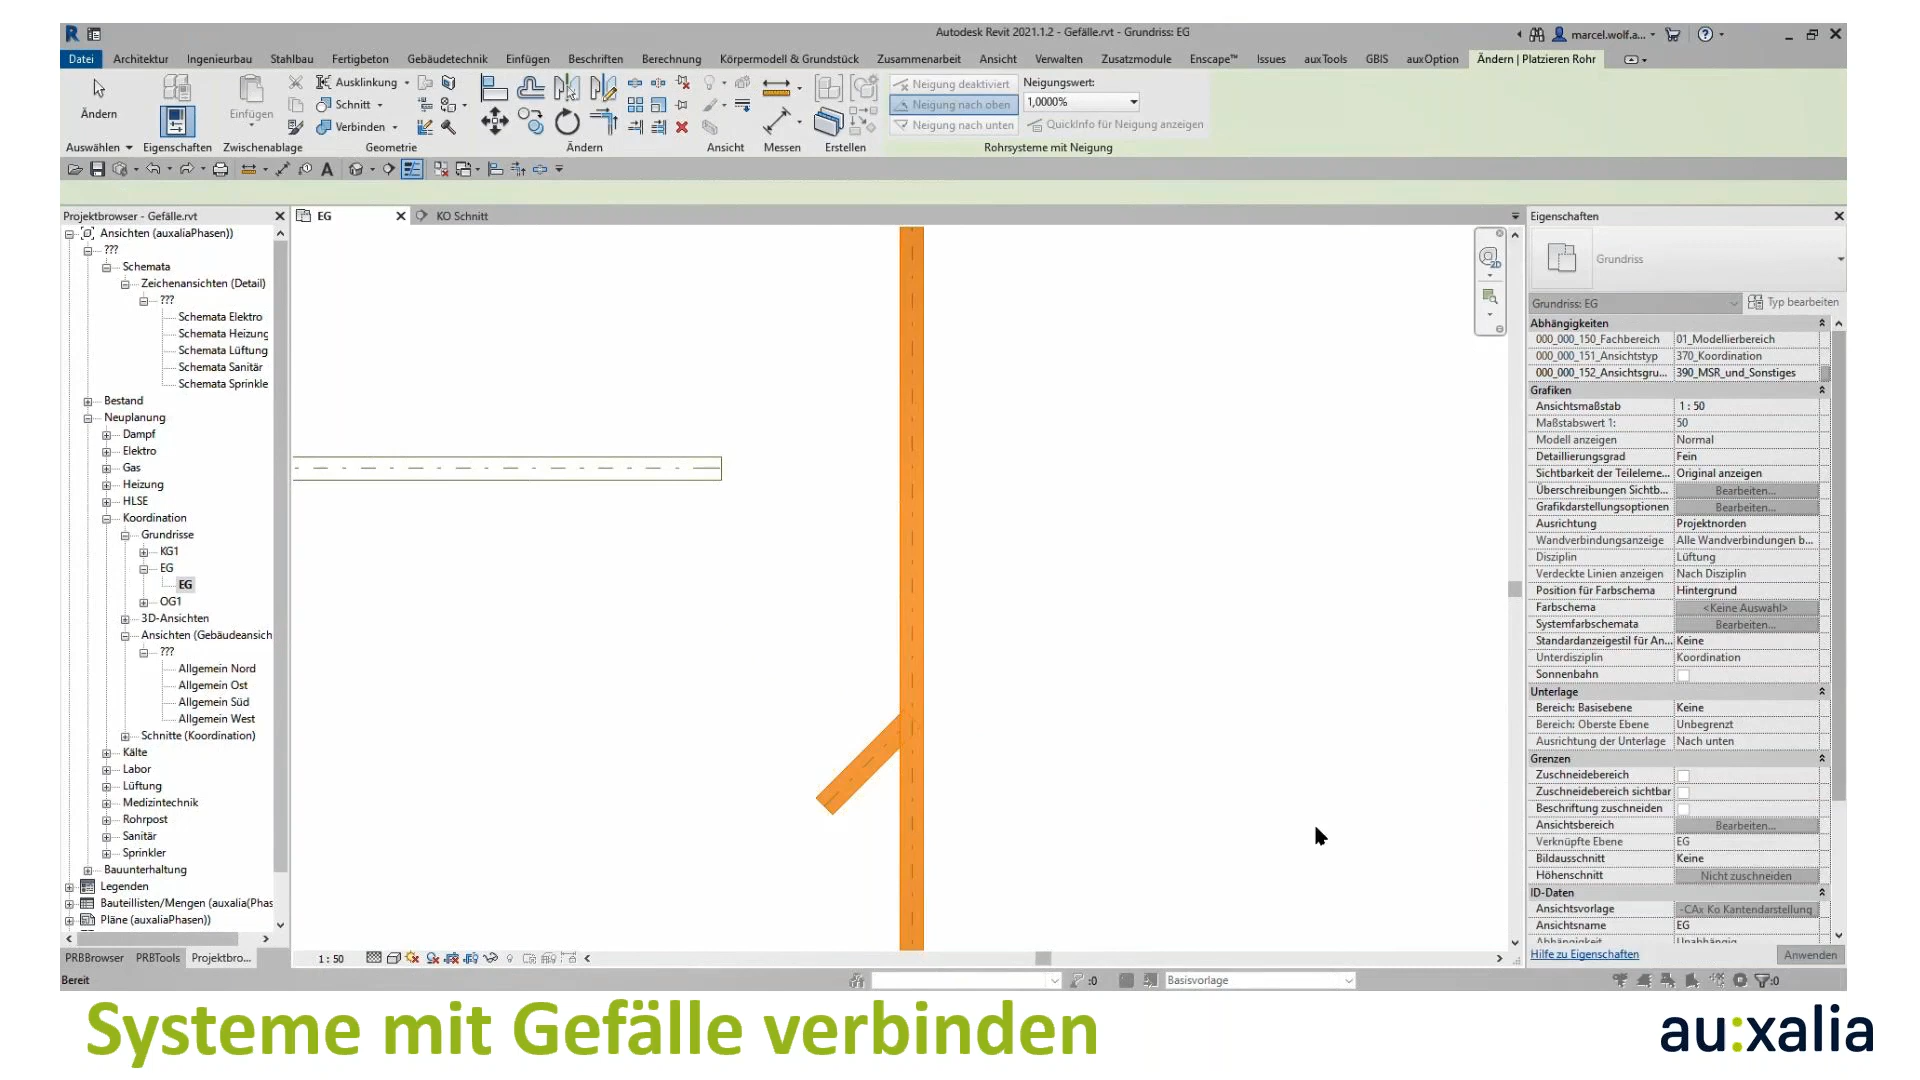 Autodesk Revit 2021.1.2 - Gefälle.rvt - Grundriss: EG
marcel.wolf.a...
Datei Architektur Ingenieurbau Stahlbau Fertigbeton Gebäudetechnik Einfügen Beschriften Berechnung Körpermodell & Grundstück Zusammenarbeit Ansicht Verwalten Zusatzmodule Enscape™ Issues auxTools GBIS auxOption Ändern | Platzieren Rohr
Ausklinkung
Neigung deaktiviert
Neigungswert:
Schnitt
Neigung nach oben
1,0000%
Ändern
Einfügen
Verbinden
Neigung nach unten
QuickInfo für Neigung anzeigen
Auswählen Eigenschaften Zwischenablage Geometrie Ändern Ansicht Messen Erstellen Rohrsysteme mit Neigung
Projektbrowser - Gefälle.rvt
Ansichten (auxaliaPhasen))
???
Schemata
Zeichenansichten (Detail)
???
Schemata Elektro
Schemata Heizung
Schemata Lüftung
Schemata Sanitär
Schemata Sprinkle
Bestand
Neuplanung
Dampf
Elektro
Gas
Heizung
HLSE
Koordination
Grundrisse
KG1
EG
EG
OG1
3D-Ansichten
Ansichten (Gebäudeansich
???
Allgemein Nord
Allgemein Ost
Allgemein Süd
Allgemein West
Schnitte (Koordination)
Kälte
Labor
Lüftung
Medizintechnik
Rohrpost
Sanitär
Sprinkler
Bauunterhaltung
Legenden
Bauteillisten/Mengen (auxalia(Phas
Pläne (auxaliaPhasen))
PRBBrowser PRBTools Projektbro...
EG
KO Schnitt
2D
1 : 50
Eigenschaften
Grundriss
Grundriss: EG
Typ bearbeiten
Abhängigkeiten
000_000_150_Fachbereich 01_Modellierbereich
000_000_151_Ansichtstyp 370_Koordination
000_000_152_Ansichtsgru... 390_MSR_und_Sonstiges
Grafiken
Ansichtsmaßstab 1 : 50
Maßstabswert 1: 50
Modell anzeigen Normal
Detaillierungsgrad Fein
Sichtbarkeit der Teileleme... Original anzeigen
Überschreibungen Sichtb... Bearbeiten...
Grafikdarstellungsoptionen Bearbeiten...
Ausrichtung Projektnorden
Wandverbindungsanzeige Alle Wandverbindungen b...
Disziplin Lüftung
Verdeckte Linien anzeigen Nach Disziplin
Position für Farbschema Hintergrund
Farbschema <Keine Auswahl>
Systemfarbschemata Bearbeiten...
Standardanzeigestil für An... Keine
Unterdisziplin Koordination
Sonnenbahn
Unterlage
Bereich: Basisebene Keine
Bereich: Oberste Ebene Unbegrenzt
Ausrichtung der Unterlage Nach unten
Grenzen
Zuschneidebereich
Zuschneidebereich sichtbar
Beschriftung zuschneiden
Ansichtsbereich Bearbeiten...
Verknüpfte Ebene EG
Bildausschnitt Keine
Höhenschnitt Nicht zuschneiden
ID-Daten
Ansichtsvorlage -CAx Ko Kantendarstellung
Ansichtsname EG
Abhängigkeit Unabhängig
Hilfe zu Eigenschaften
Anwenden
Bereit
:0
Basisvorlage
:0
Systeme mit Gefälle verbinden
au:xalia